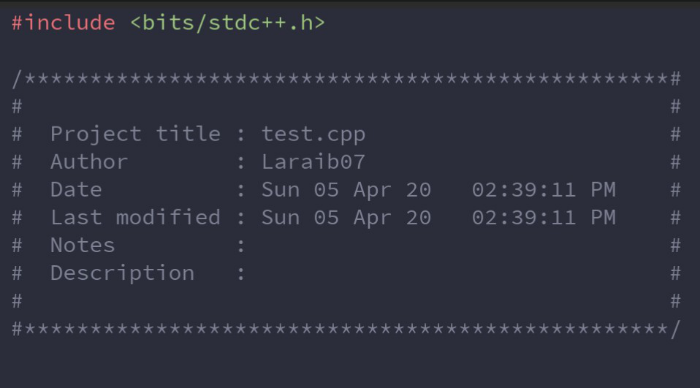 #include <bits/stdc++.h>
/*************************************************#
#                                                 #
#  Project title : test.cpp                       #
#  Author        : Laraib07                       #
#  Date          : Sun 05 Apr 20   02:39:11 PM    #
#  Last modified : Sun 05 Apr 20   02:39:11 PM    #
#  Notes         :                                #
#  Description   :                                #
#                                                 #
#*************************************************/